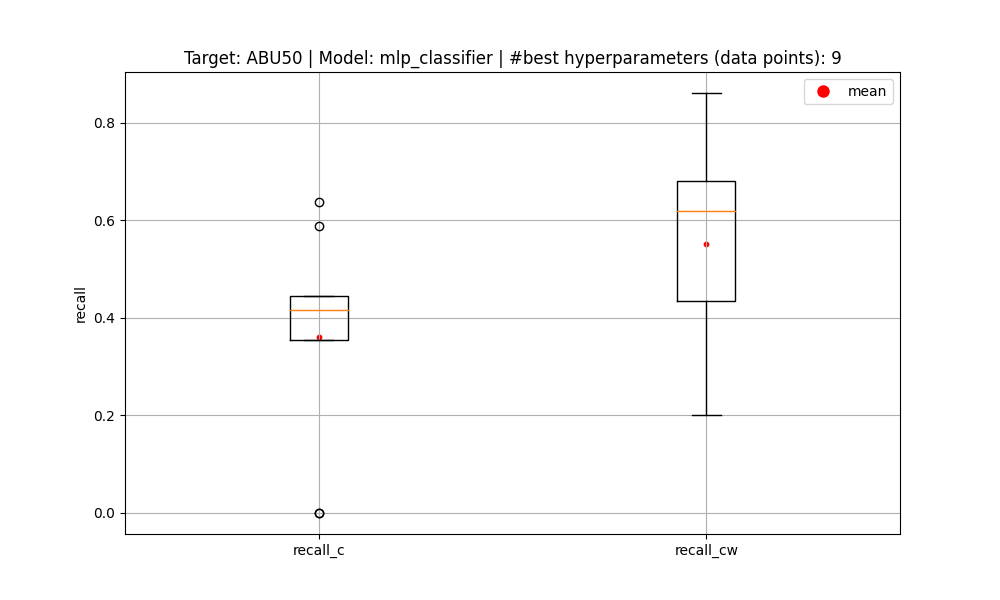 Target: ABU50 | Model: mlp_classifier | #best hyperparameters (data points): 9
mean
0.8
0.6
0.4
0.2
0.0
recall
recall_c
recall_cw